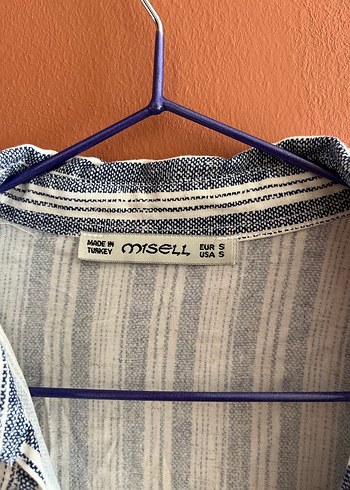 MADE IN
TURKEY
MISELL
EUR S
USA S